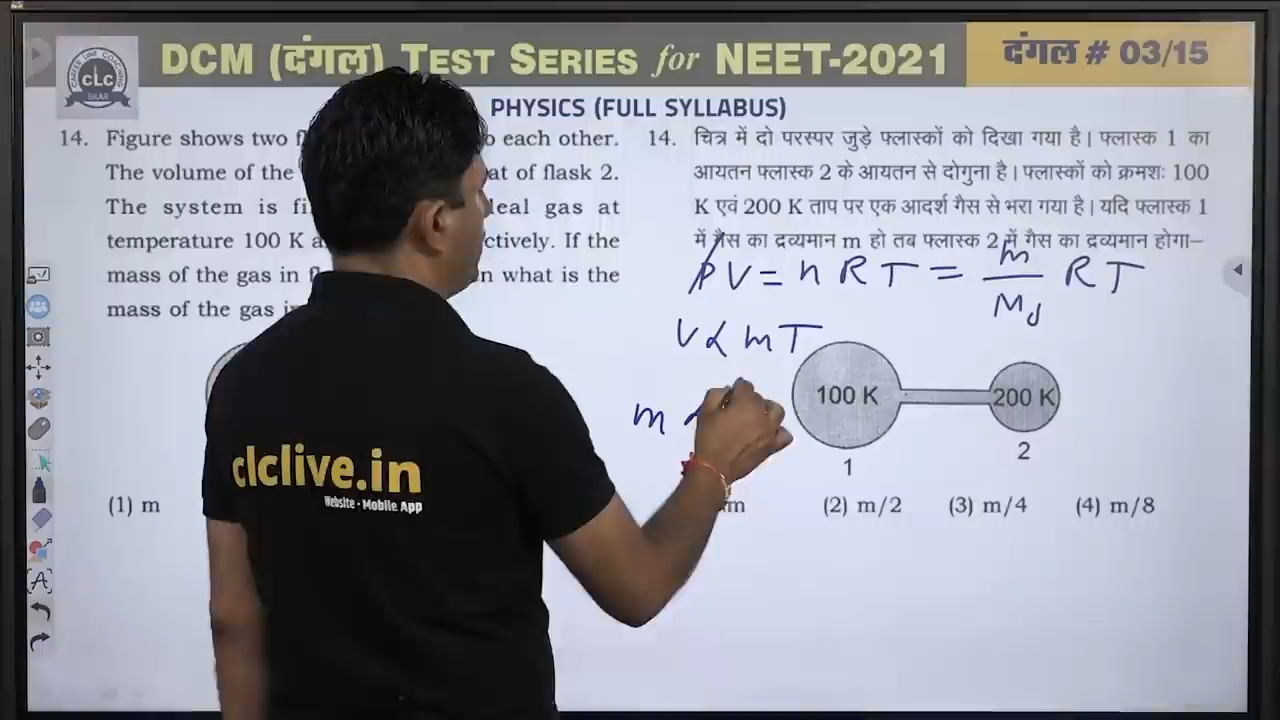 DCM (दंगल) TEST SERIES for NEET-2021
दंगल # 03/15
CLC
SIKAR
PHYSICS (FULL SYLLABUS)
14. Figure shows two each other.
The volume of the at of flask 2.
The system is gas at
temperature 100 K ctively. If the
mass of the gas in what is the
mass of the gas
(1) m
14. चित्र में दो परस्पर जुड़े फ्लास्कों को दिखा गया है। फ्लास्क 1 का
आयतन फ्लास्क 2 के आयतन से दोगुना है। फ्लास्कों को क्रमशः 100
K एवं 200 K ताप पर एक आदर्श गैस से भरा गया है। यदि फ्लास्क 1
में गैस का द्रव्यमान m हो तब फ्लास्क 2 में गैस का द्रव्यमान होगा–
PV = nRT = m/M RT
V ∝ mT
m
100 K
200 K
1
2
m (2) m/2 (3) m/4 (4) m/8
clclive.in
Website · Mobile App
A